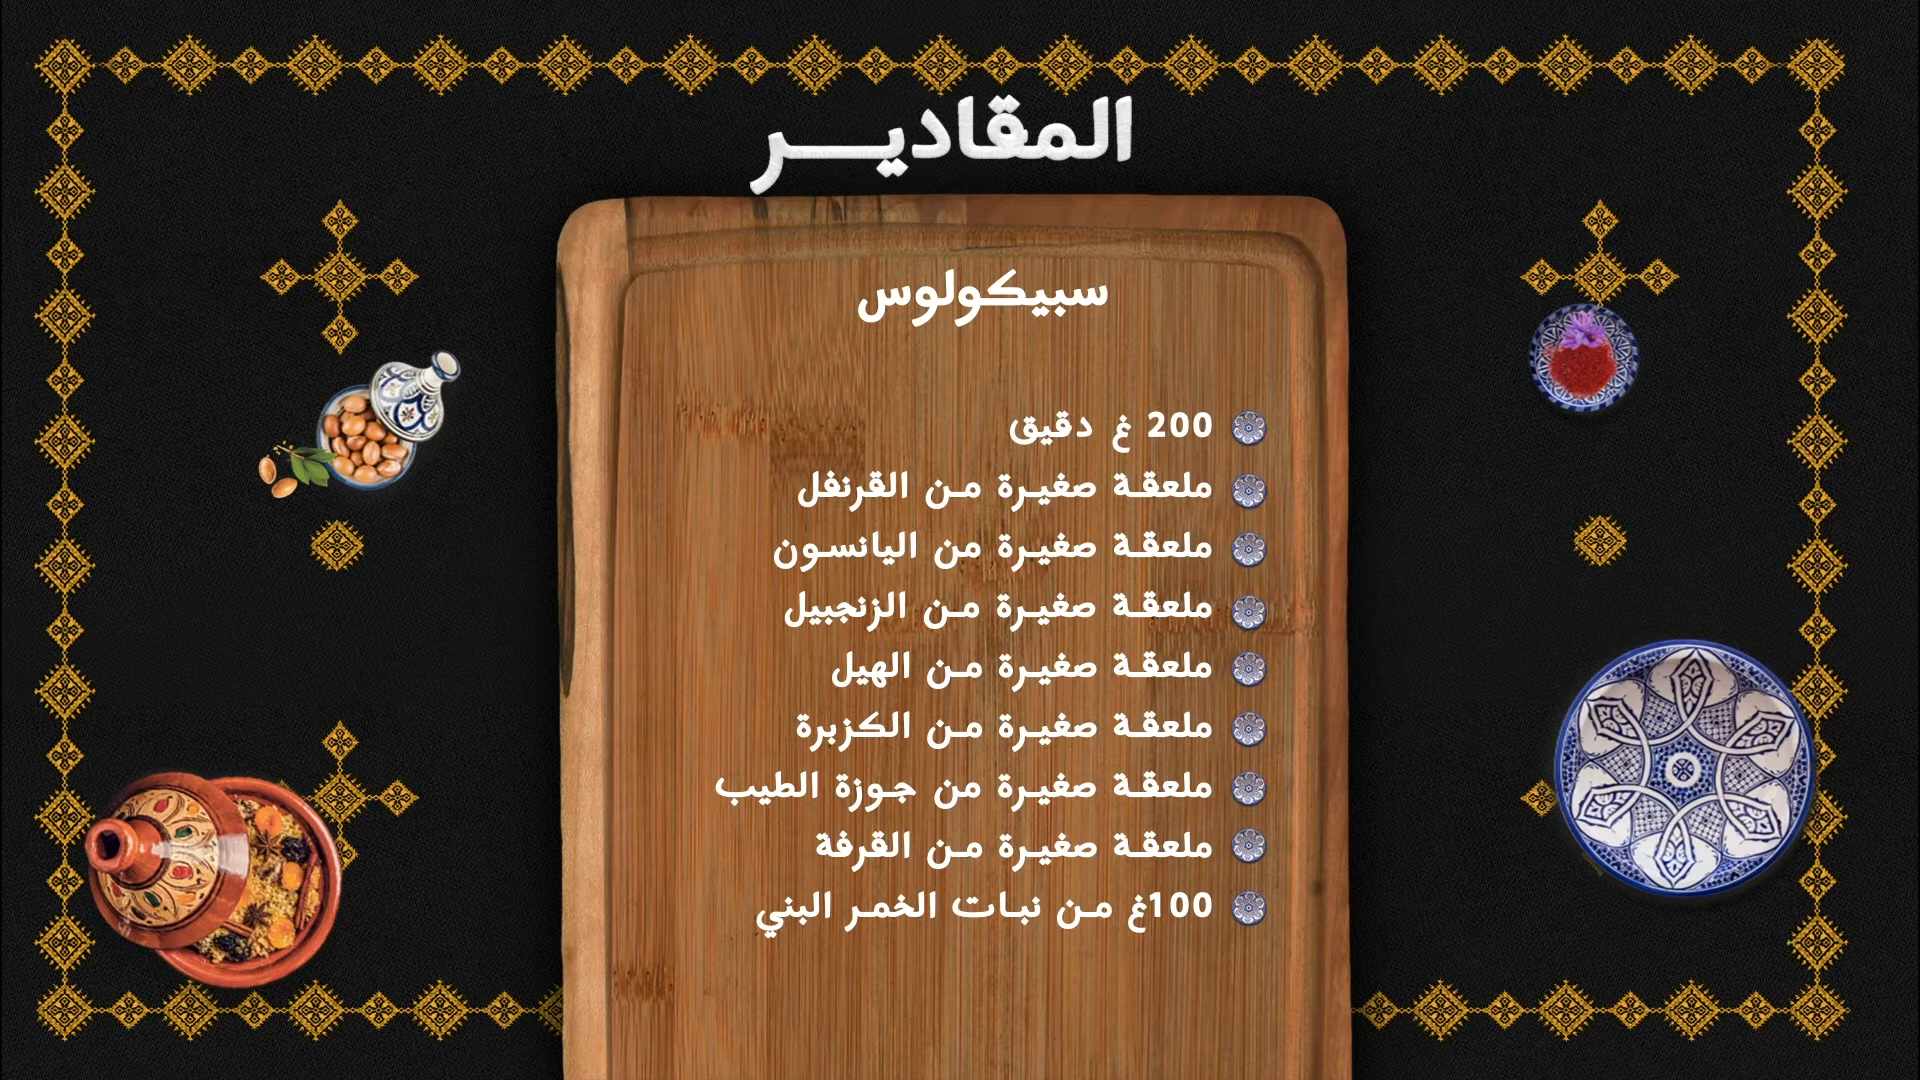 المقاديـر
سبيكولوس
200 غ دقيق
ملعقة صغيرة من القرنفل
ملعقة صغيرة من اليانسون
ملعقة صغيرة من الزنجبيل
ملعقة صغيرة من الهيل
ملعقة صغيرة من الكزبرة
ملعقة صغيرة من جوزة الطيب
ملعقة صغيرة من القرفة
100غ من نبات الخمر البني